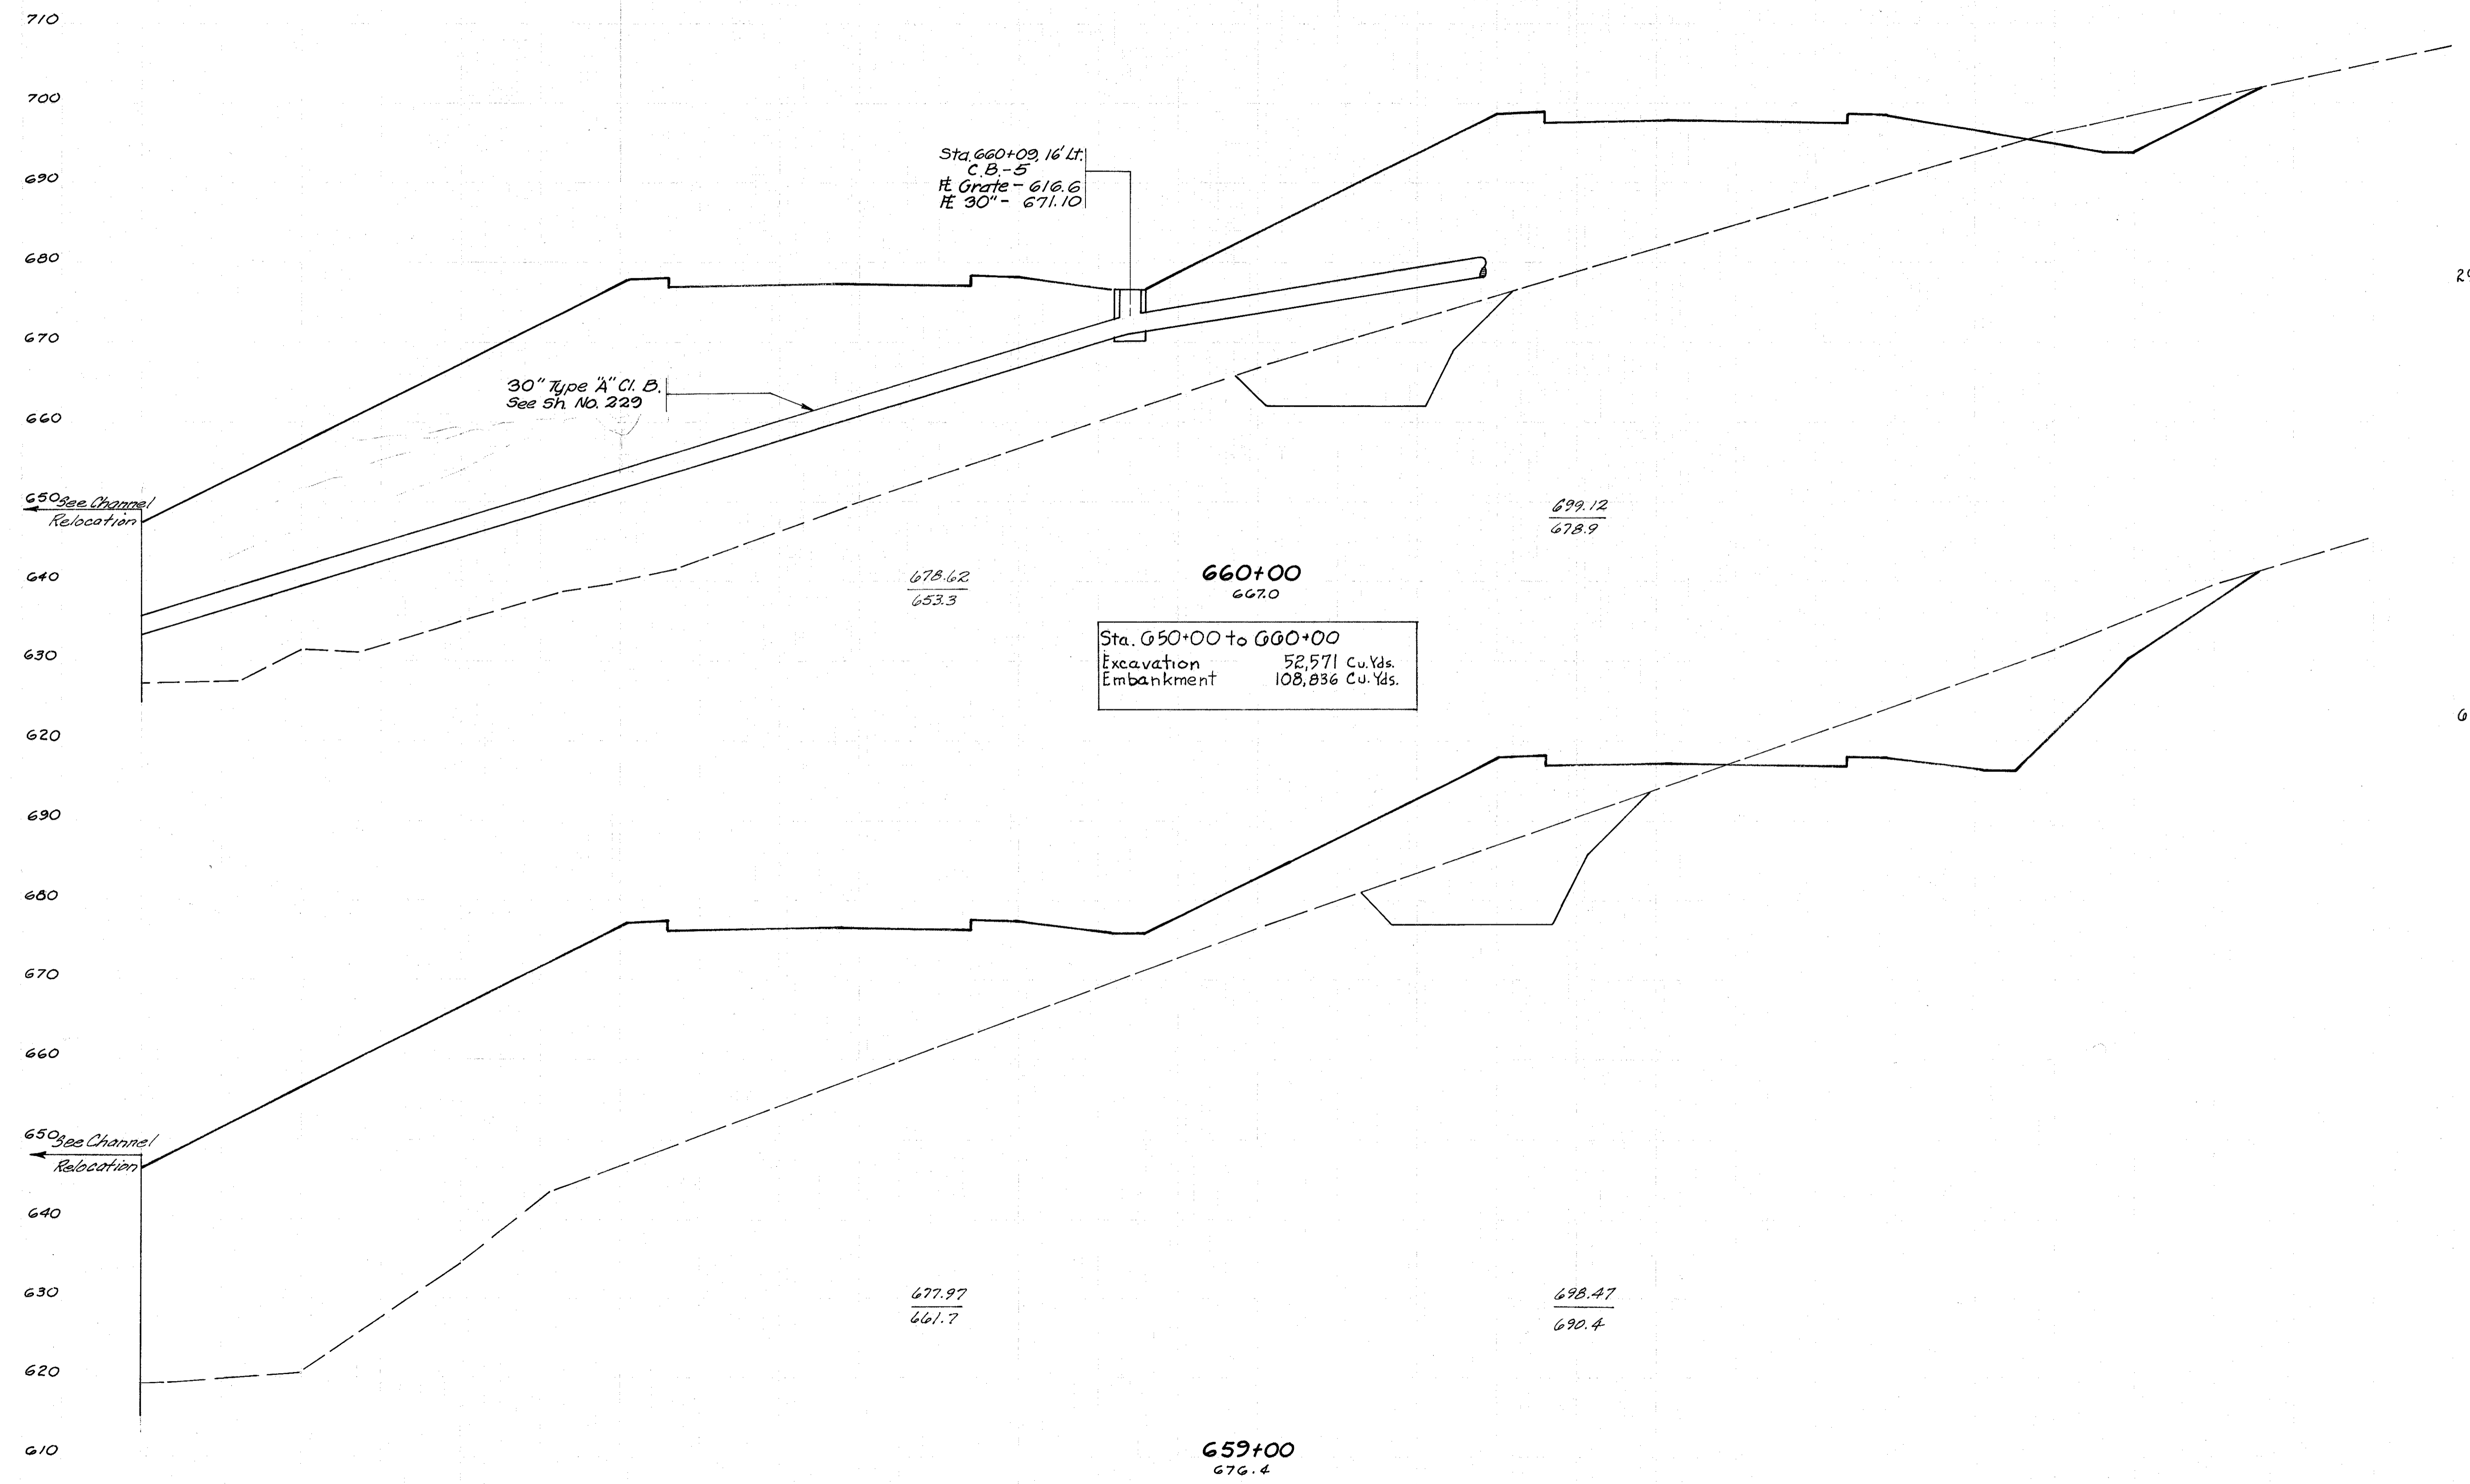 710
700
690
680
670
660
650
640
630
620
690
680
670
660
650
640
630
620
610
Sta. 660+09, 16' Lt.
C.B.-5
Grate - 616.6
30" - 671.10
30" Type "A" Cl. B.
See Sh. No. 229
See Channel
Relocation
699.12
678.9
678.62
653.3
660+00
667.0
Sta. 650+00 to 660+00
Excavation 52,571 Cu.Yds.
Embankment 108,836 Cu.Yds.
See Channel
Relocation
677.97
661.7
698.47
690.4
659+00
676.4